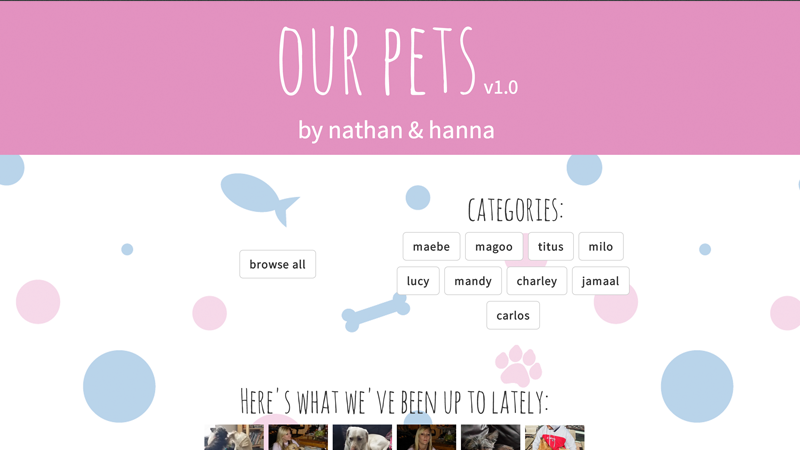 OUR PETS v1.0
by nathan & hanna
browse all
CATEGORIES:
maebe magoo titus milo
lucy mandy charley jamaal
carlos
HERE'S WHAT WE'VE BEEN UP TO LATELY: